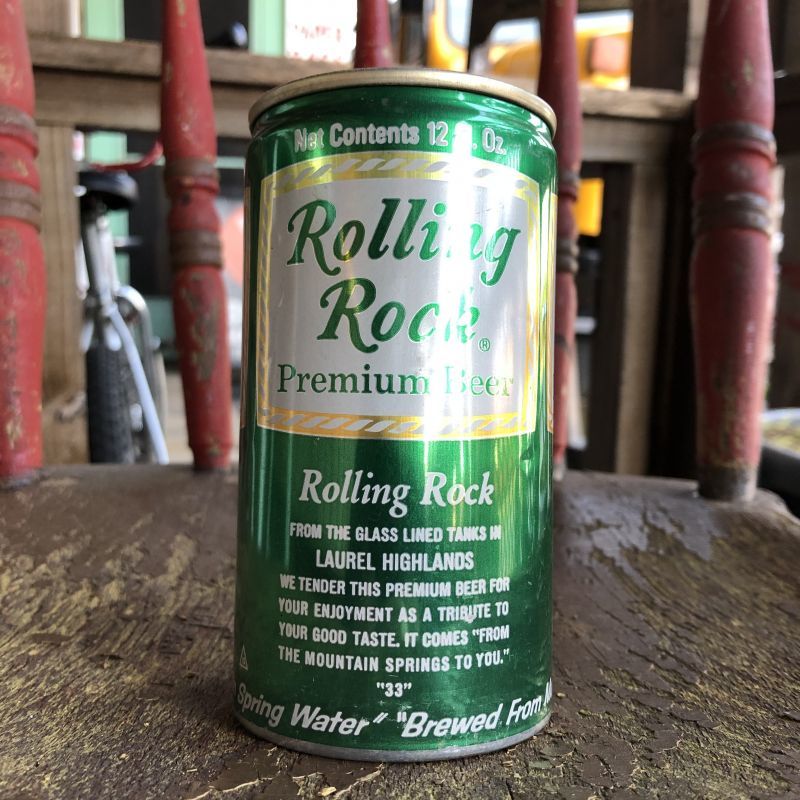 Net Contents 12 Fl. Oz.
Rolling
Rock®
Premium Beer
Rolling Rock
FROM THE GLASS LINED TANKS IN
LAUREL HIGHLANDS
WE TENDER THIS PREMIUM BEER FOR
YOUR ENJOYMENT AS A TRIBUTE TO
YOUR GOOD TASTE. IT COMES "FROM
THE MOUNTAIN SPRINGS TO YOU."
"33"
Spring Water" "Brewed From